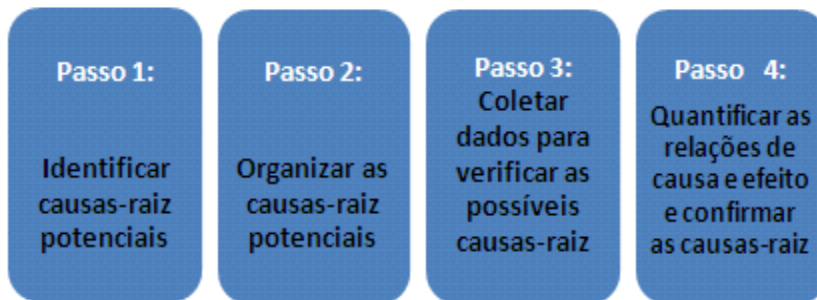 Passo 1:
Identificar
causas-raiz
potenciais
Passo 2:
Organizar as
causas-raiz
potenciais
Passo 3:
Coletar
dados para
verificar as
possíveis
causas-raiz
Passo 4:
Quantificar as
relações de
causa e efeito
e confirmar
as causas-raiz